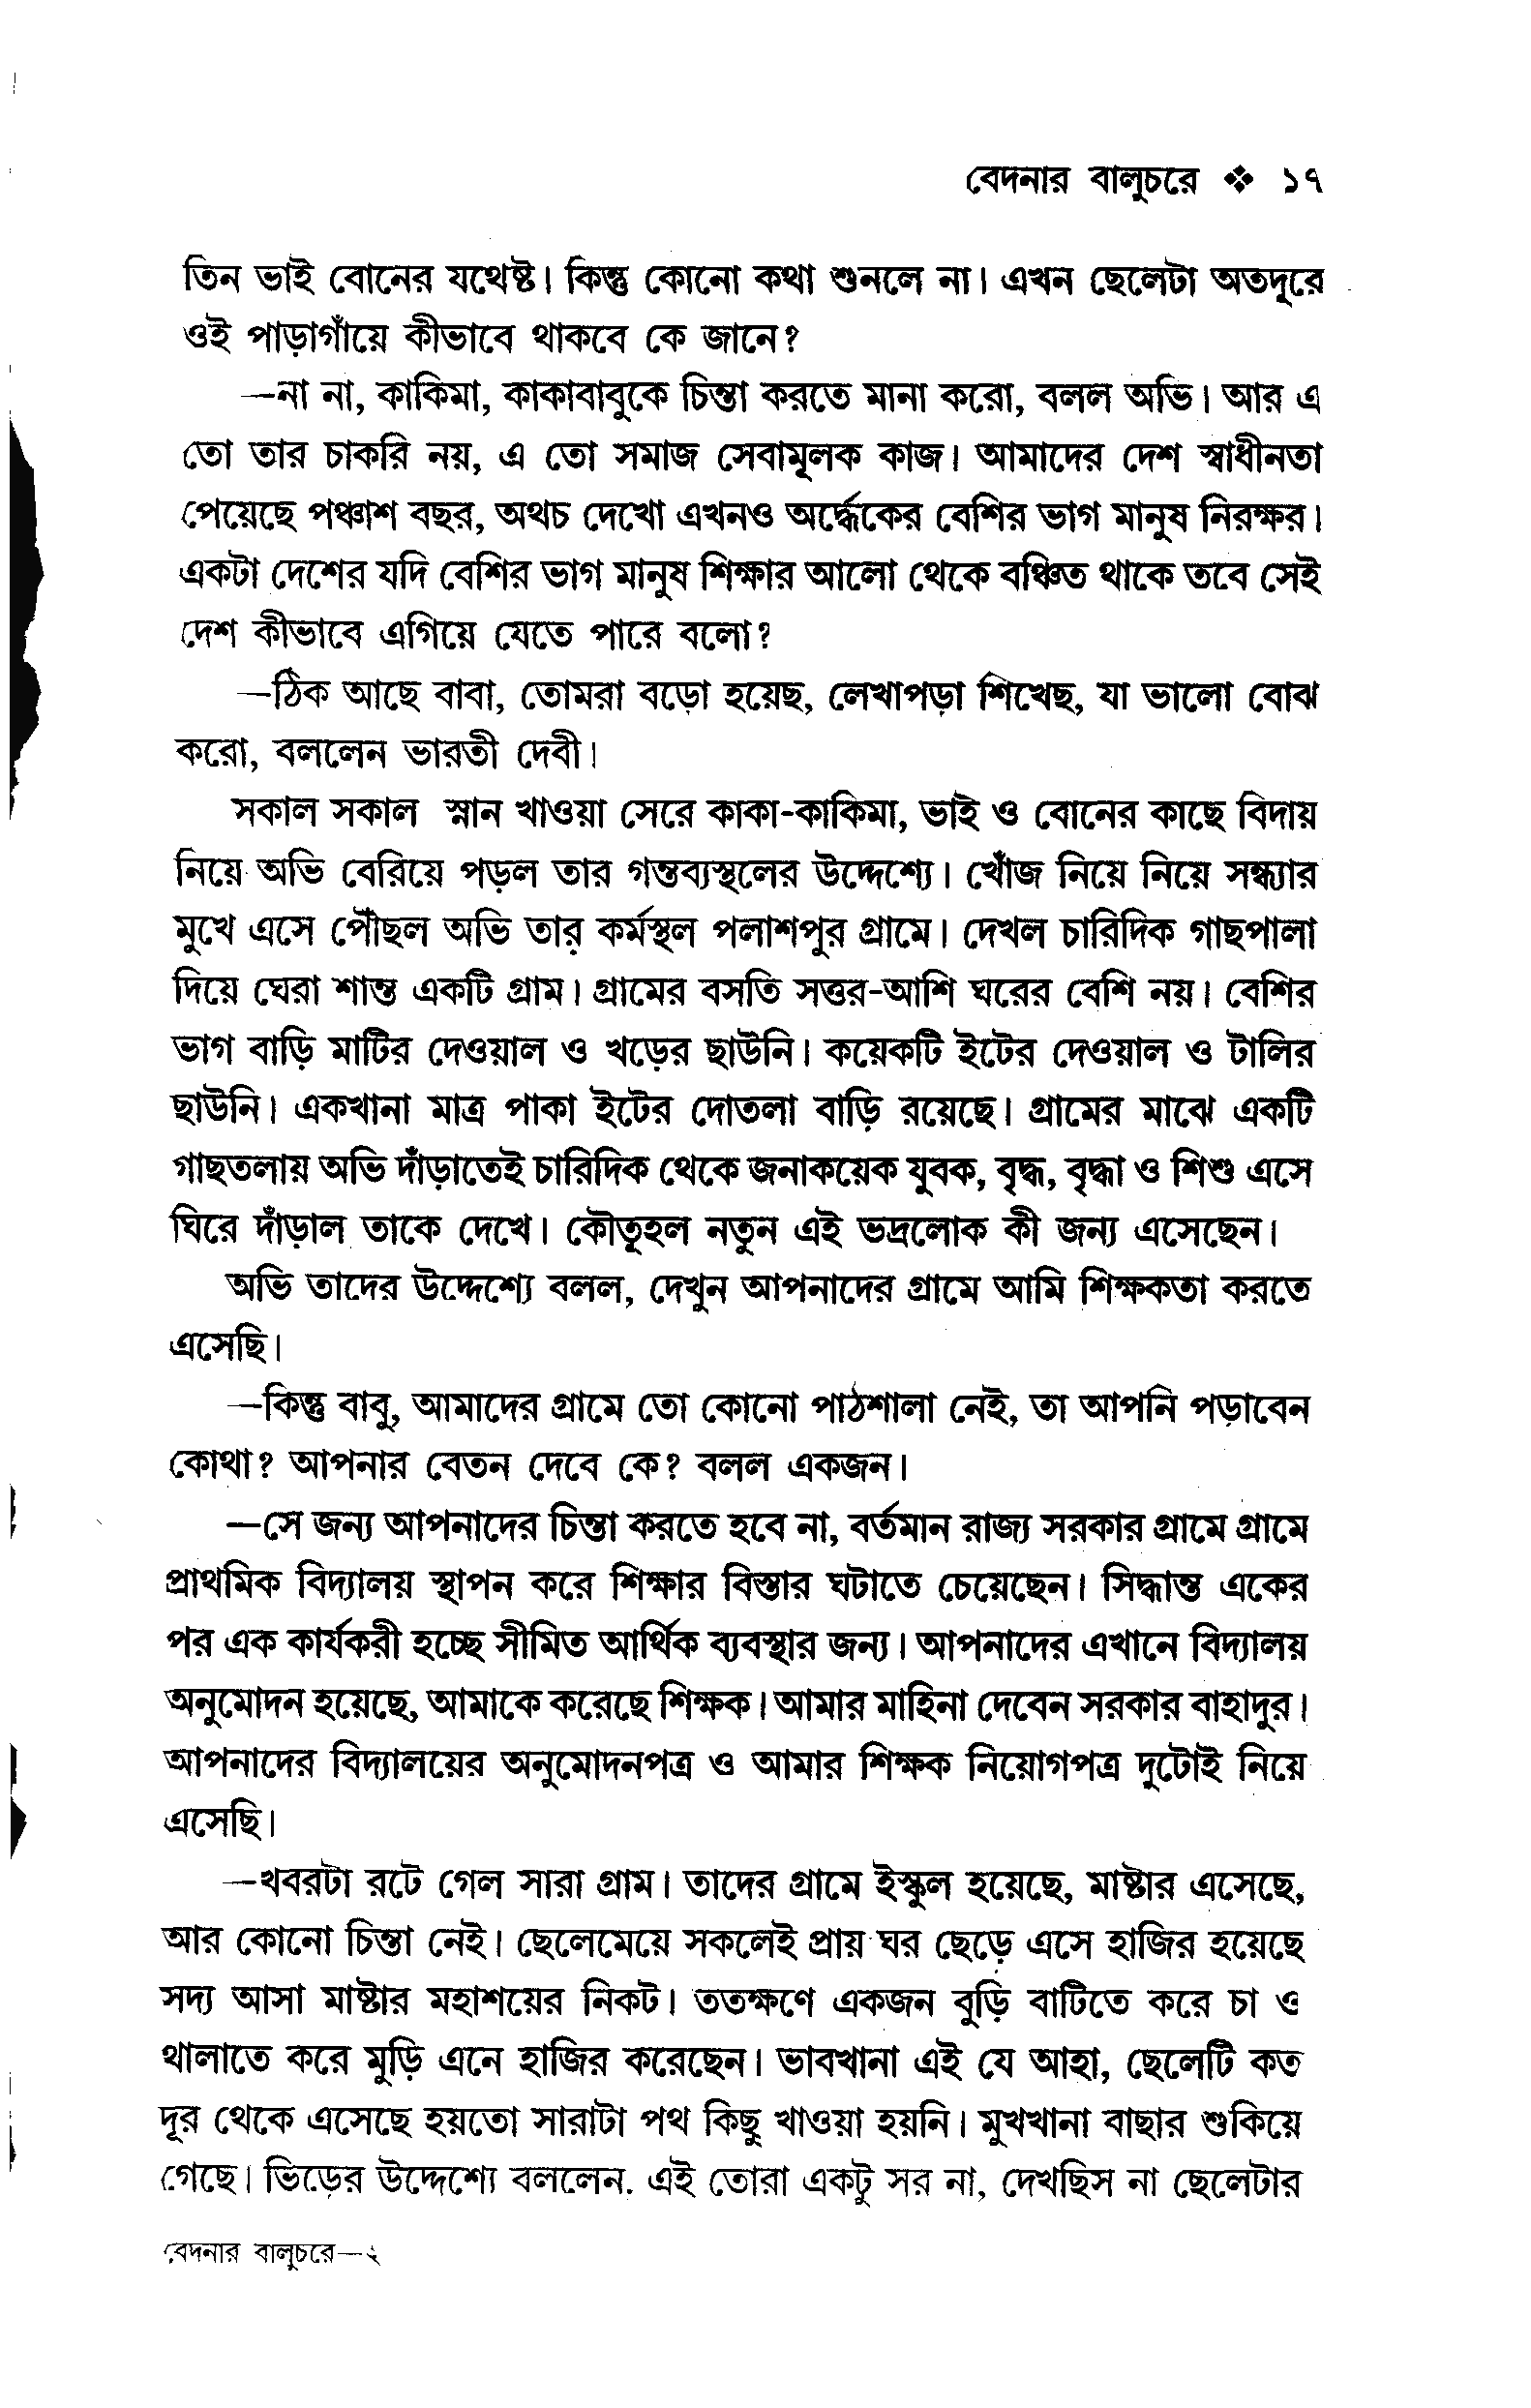 বেদনার বালুচরে ❖ ১৭
তিন ভাই বোনের যথেষ্ট। কিন্তু কোনো কথা শুনলে না। এখন ছেলেটা অতদূরে
ওই পাড়াগাঁয়ে কীভাবে থাকবে কে জানে?
—না না, কাকিমা, কাকাবাবুকে চিন্তা করতে মানা করো, বলল অভি। আর এ
তো তার চাকরি নয়, এ তো সমাজ সেবামূলক কাজ। আমাদের দেশ স্বাধীনতা
পেয়েছে পঞ্চাশ বছর, অথচ দেখো এখনও অর্দ্ধেকের বেশির ভাগ মানুষ নিরক্ষর।
একটা দেশের যদি বেশির ভাগ মানুষ শিক্ষার আলো থেকে বঞ্চিত থাকে তবে সেই
দেশ কীভাবে এগিয়ে যেতে পারে বলো?
—ঠিক আছে বাবা, তোমরা বড়ো হয়েছ, লেখাপড়া শিখেছ, যা ভালো বোঝ
করো, বললেন ভারতী দেবী।
সকাল সকাল স্নান খাওয়া সেরে কাকা-কাকিমা, ভাই ও বোনের কাছে বিদায়
নিয়ে অভি বেরিয়ে পড়ল তার গন্তব্যস্থলের উদ্দেশ্যে। খোঁজ নিয়ে নিয়ে সন্ধ্যার
মুখে এসে পৌঁছল অভি তার কর্মস্থল পলাশপুর গ্রামে। দেখল চারিদিক গাছপালা
দিয়ে ঘেরা শান্ত একটি গ্রাম। গ্রামের বসতি সত্তর-আশি ঘরের বেশি নয়। বেশির
ভাগ বাড়ি মাটির দেওয়াল ও খড়ের ছাউনি। কয়েকটি ইটের দেওয়াল ও টালির
ছাউনি। একখানা মাত্র পাকা ইটের দোতলা বাড়ি রয়েছে। গ্রামের মাঝে একটি
গাছতলায় অভি দাঁড়াতেই চারিদিক থেকে জনাকয়েক যুবক, বৃদ্ধ, বৃদ্ধা ও শিশু এসে
ঘিরে দাঁড়াল তাকে দেখে। কৌতূহল নতুন এই ভদ্রলোক কী জন্য এসেছেন।
অভি তাদের উদ্দেশ্যে বলল, দেখুন আপনাদের গ্রামে আমি শিক্ষকতা করতে
এসেছি।
—কিন্তু বাবু, আমাদের গ্রামে তো কোনো পাঠশালা নেই, তা আপনি পড়াবেন
কোথা? আপনার বেতন দেবে কে? বলল একজন।
—সে জন্য আপনাদের চিন্তা করতে হবে না, বর্তমান রাজ্য সরকার গ্রামে গ্রামে
প্রাথমিক বিদ্যালয় স্থাপন করে শিক্ষার বিস্তার ঘটাতে চেয়েছেন। সিদ্ধান্ত একের
পর এক কার্যকরী হচ্ছে সীমিত আর্থিক ব্যবস্থার জন্য। আপনাদের এখানে বিদ্যালয়
অনুমোদন হয়েছে, আমাকে করেছে শিক্ষক। আমার মাহিনা দেবেন সরকার বাহাদুর।
আপনাদের বিদ্যালয়ের অনুমোদনপত্র ও আমার শিক্ষক নিয়োগপত্র দুটোই নিয়ে
এসেছি।
—খবরটা রটে গেল সারা গ্রাম। তাদের গ্রামে ইস্কুল হয়েছে, মাষ্টার এসেছে,
আর কোনো চিন্তা নেই। ছেলেমেয়ে সকলেই প্রায় ঘর ছেড়ে এসে হাজির হয়েছে
সদ্য আসা মাষ্টার মহাশয়ের নিকট। ততক্ষণে একজন বুড়ি বাটিতে করে চা ও
থালাতে করে মুড়ি এনে হাজির করেছেন। ভাবখানা এই যে আহা, ছেলেটি কত
দূর থেকে এসেছে হয়তো সারাটা পথ কিছু খাওয়া হয়নি। মুখখানা বাছার শুকিয়ে
গেছে। ভিড়ের উদ্দেশ্যে বললেন. এই তোরা একটু সর না, দেখছিস না ছেলেটার
বেদনার বালুচরে—২